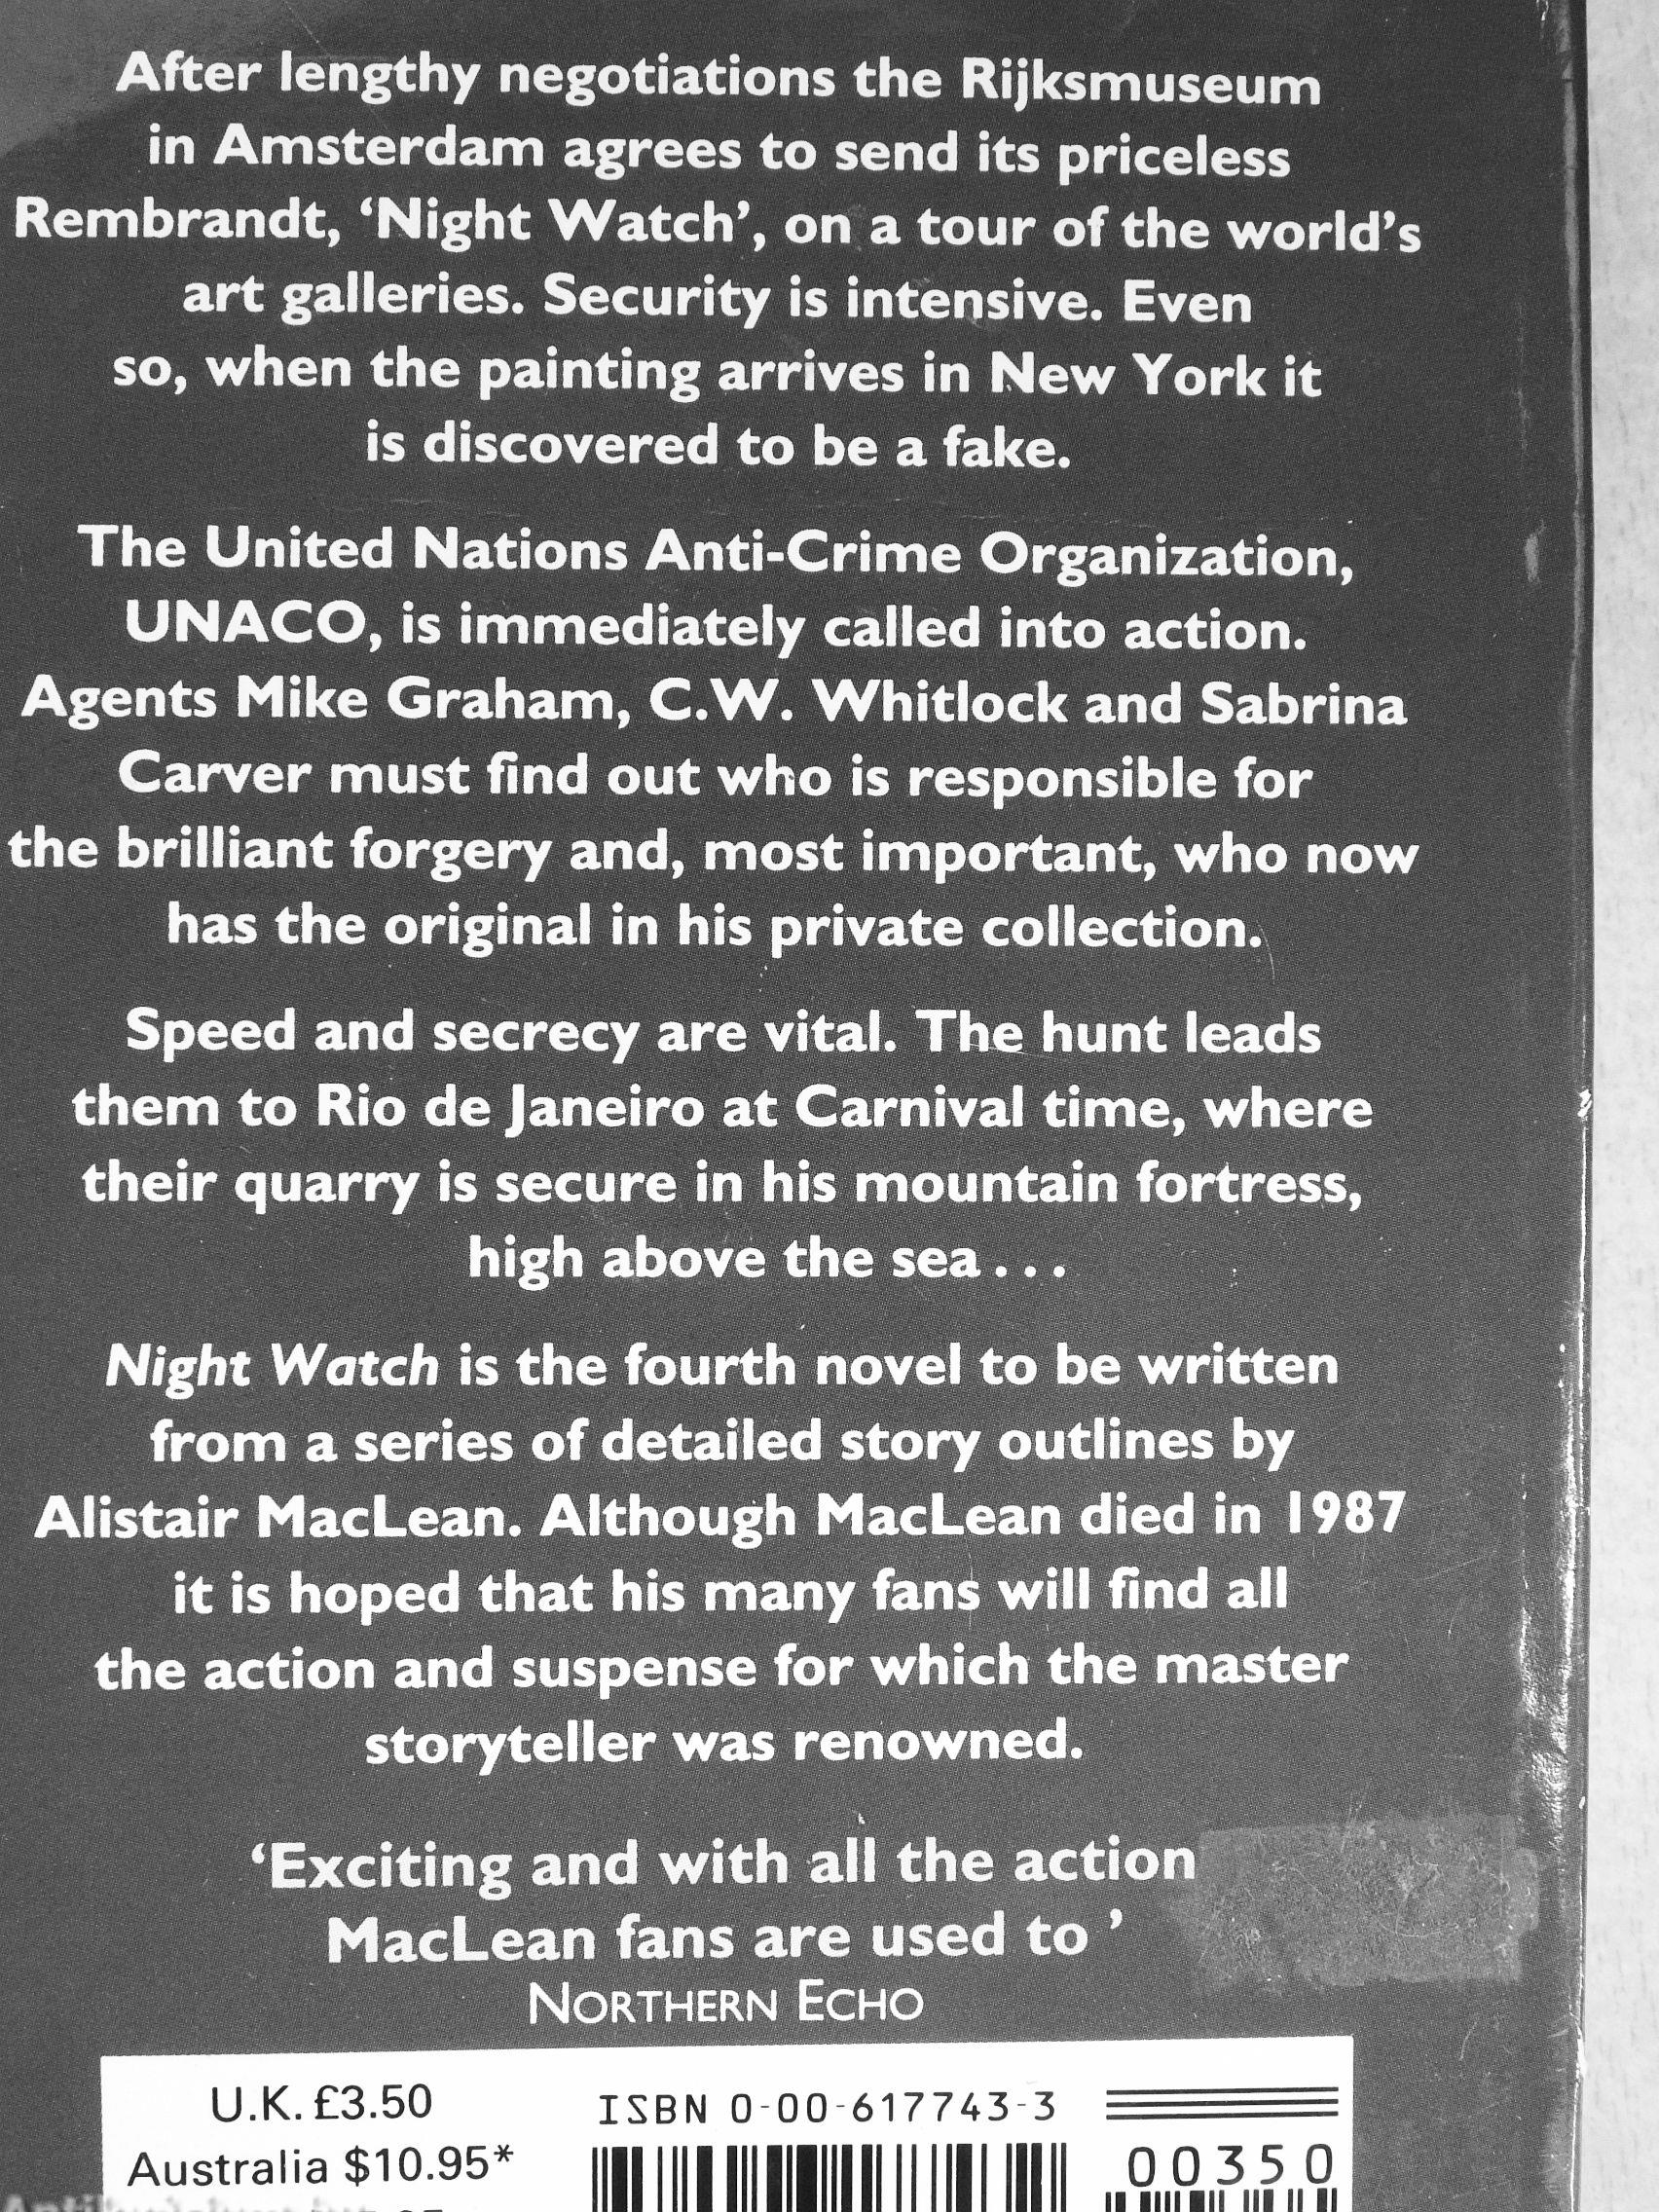 After lengthy negotiations the Rijksmuseum
in Amsterdam agrees to send its priceless
Rembrandt, ‘Night Watch’, on a tour of the world’s
art galleries. Security is intensive. Even
so, when the painting arrives in New York it
is discovered to be a fake.
The United Nations Anti-Crime Organization,
UNACO, is immediately called into action.
Agents Mike Graham, C.W. Whitlock and Sabrina
Carver must find out who is responsible for
the brilliant forgery and, most important, who now
has the original in his private collection.
Speed and secrecy are vital. The hunt leads
them to Rio de Janeiro at Carnival time, where
their quarry is secure in his mountain fortress,
high above the sea . . .
Night Watch is the fourth novel to be written
from a series of detailed story outlines by
Alistair MacLean. Although MacLean died in 1987
it is hoped that his many fans will find all
the action and suspense for which the master
storyteller was renowned.
‘Exciting and with all the action
MacLean fans are used to ’
NORTHERN ECHO
U.K. £3.50
Australia $10.95*
ISBN 0-00-617743-3
00350